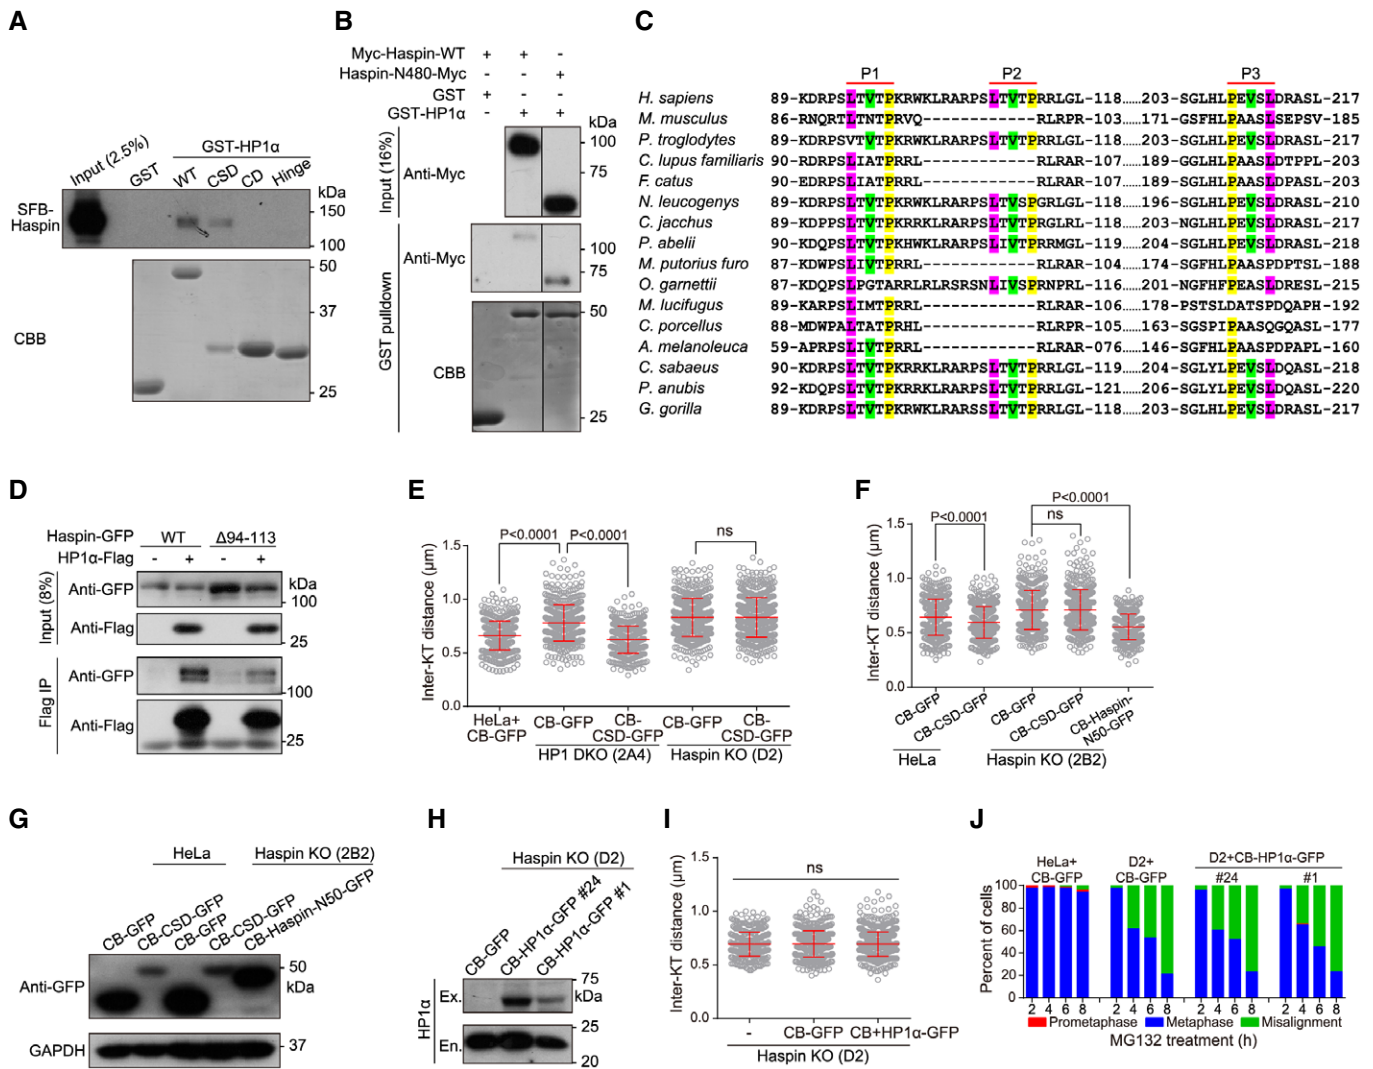 A
Input (2.5%)
GST
GST-HP1α
WT
CSD
CD
Hinge
kDa
SFB-
Haspin
150
100
CBB
50
37
25
B
Myc-Haspin-WT + + -
Haspin-N480-Myc - - +
GST + - -
GST-HP1α - + +
kDa
Input (16%)
Anti-Myc
100
75
GST pulldown
Anti-Myc
100
75
CBB
50
25
C
P1 P2 P3
H. sapiens 89-KDRPSLTVTPKRWKLRARPSLTVTPRRLGL-118......203-SGLHLPEVSLDRASL-217
M. musculus 86-RNQRTLTNTPRVQ------------MPR-103......171-GSFHLPAASLSEPSV-185
P. troglodytes 89-KDRPSVTVTPKRWKLRARPSLTVTPRRLGL-118......203-SGLHLPEVSLDRASL-217
C. lupus familiaris 90-RDRPSLIATPRRL------------RLRAR-107......189-GGLHLPAASLDTPPL-203
F. catus 90-EDRPSLIATPRRL------------RLRAR-107......189-GSLHLPAASLDPASL-203
N. leucogenys 89-KDRPSLTVTPKRWKLRARPSLTVSPGRLGL-118......196-SGLHLPEVSLDRASL-210
C. jacchus 89-KDPPSLTVTPKRWKLRARPSLTVTPRGLRL-118......203-NGLHLPEVSLDRASL-217
P. abelii 90-KDQPSLTVTPKHWKLRARPSLIVTPRRMGL-119......204-SGLHLPEVSLDRASL-218
M. putorius furo 87-KDWPSLIVTPRRL------------RLRAR-104......174-GSLHLPAASPDPTSL-188
O. garnettii 87-KDQPSLPGTARRLRLRSRSNLIVSPRNPRL-116......201-NGFHFPEASLDRESL-215
M. lucifugus 89-KARPSLIMTPRRL------------RLRAR-106......178-PSTSLDATSPDQAPH-192
C. porcellus 88-MDWPALTATPRHL------------RLRPR-105......163-GSGSPIPAASQGQASL-177
A. melanoleuca 59-APRPSLIVTPRRL------------RLRAR-076......146-GSFHLPAASPDPAPL-160
C. sabaeus 90-RDRPSLTVTPKRRKLRARPSLTVTPRRLGL-119......204-SGLYLPEVSLDQASL-218
P. anubis 92-KDQPSLTVTPKRRKLRARPSLTVTPRRLPL-121......206-SGLYLPEVSLDQASL-220
G. gorilla 89-KDRPSLTVTPKRWKLRARSSLTVTPRRLGL-118......203-SGLHLPEVSLDRASL-217
D
Haspin-GFP WT Δ94-113
HP1α-Flag - + - +
Input (8%)
Anti-GFP
kDa
100
Anti-Flag
25
Flag IP
Anti-GFP
100
Anti-Flag
25
E
Inter-KT distance (μm)
1.5
1.0
0.5
0.0
P<0.0001 P<0.0001 ns
HeLa+
CB-GFP
CB-GFP
CB-
CSD-GFP
CB-GFP
CB-
CSD-GFP
HP1 DKO (2A4) Haspin KO (D2)
F
Inter-KT distance (μm)
1.5
1.0
0.5
0.0
P<0.0001
P<0.0001
ns
CB-GFP
CB-CSD-GFP
CB-GFP
CB-CSD-GFP
CB-Haspin-
N50-GFP
HeLa Haspin KO (2B2)
G
HeLa Haspin KO (2B2)
CB-GFP
CB-CSD-GFP
CB-GFP
CB-CSD-GFP
CB-Haspin-N50-GFP
Anti-GFP
50
kDa
GAPDH
37
H
Haspin KO (D2)
CB-GFP
CB-HP1α-GFP #24
CB-HP1α-GFP #1
75
kDa
HP1α
Ex.
En.
25
20
I
Inter-KT distance (μm)
1.5
1.0
0.5
0.0
ns
- CB-GFP CB+HP1α-GFP
Haspin KO (D2)
J
HeLa+
CB-GFP
D2+
CB-GFP
D2+CB-HP1α-GFP
#24 #1
Percent of cells
100
80
60
40
20
0
2 4 6 8 2 4 6 8 2 4 6 8 2 4 6 8
Prometaphase Metaphase Misalignment
MG132 treatment (h)